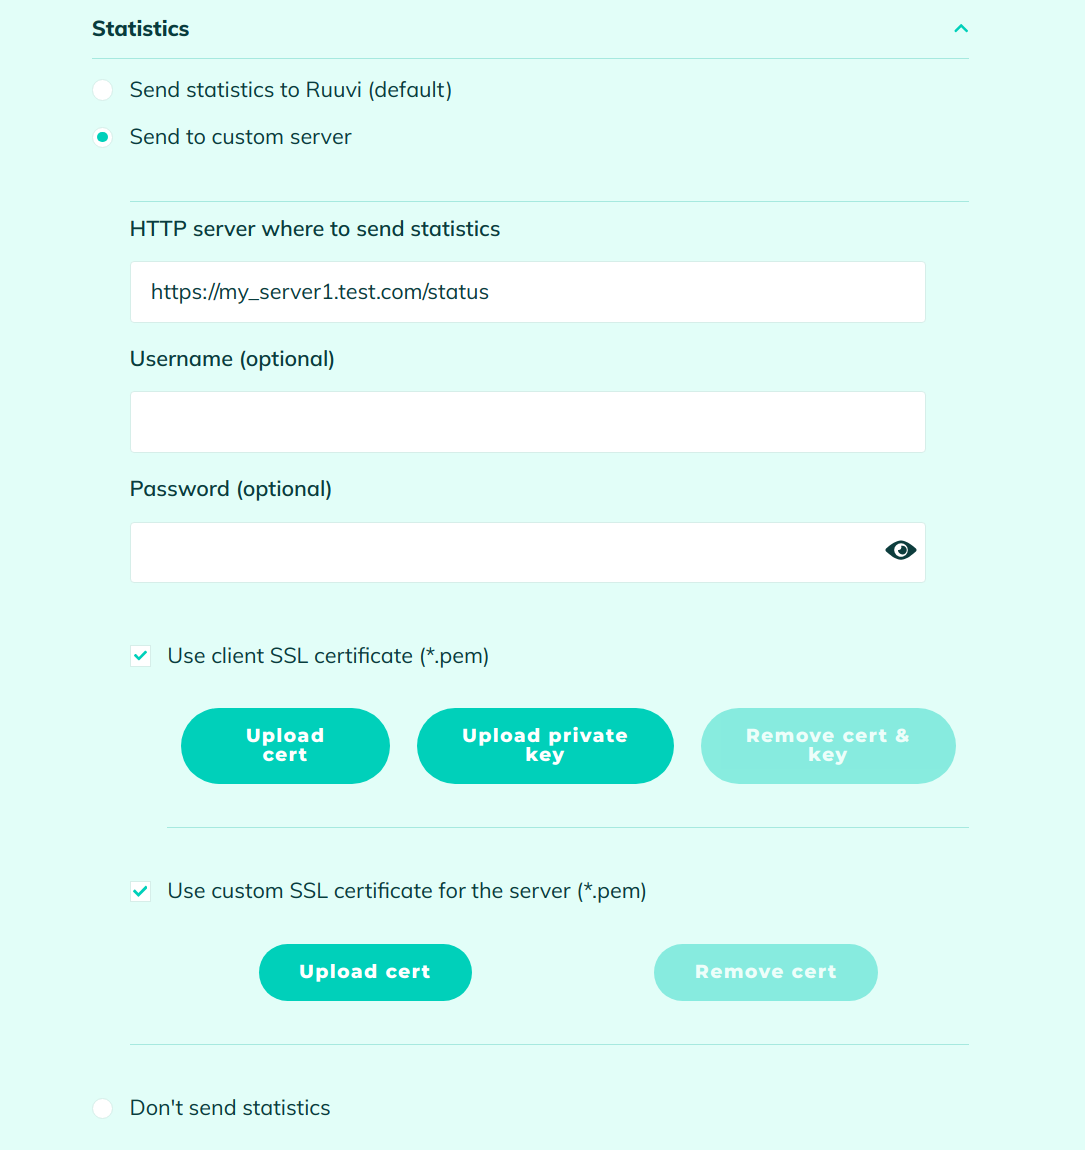 Statistics
Send statistics to Ruuvi (default)
Send to custom server
HTTP server where to send statistics
https://my_server1.test.com/status
Username (optional)
Password (optional)
Use client SSL certificate (*.pem)
Upload
cert
Upload private
key
Remove cert &
key
Use custom SSL certificate for the server (*.pem)
Upload cert
Remove cert
Don't send statistics